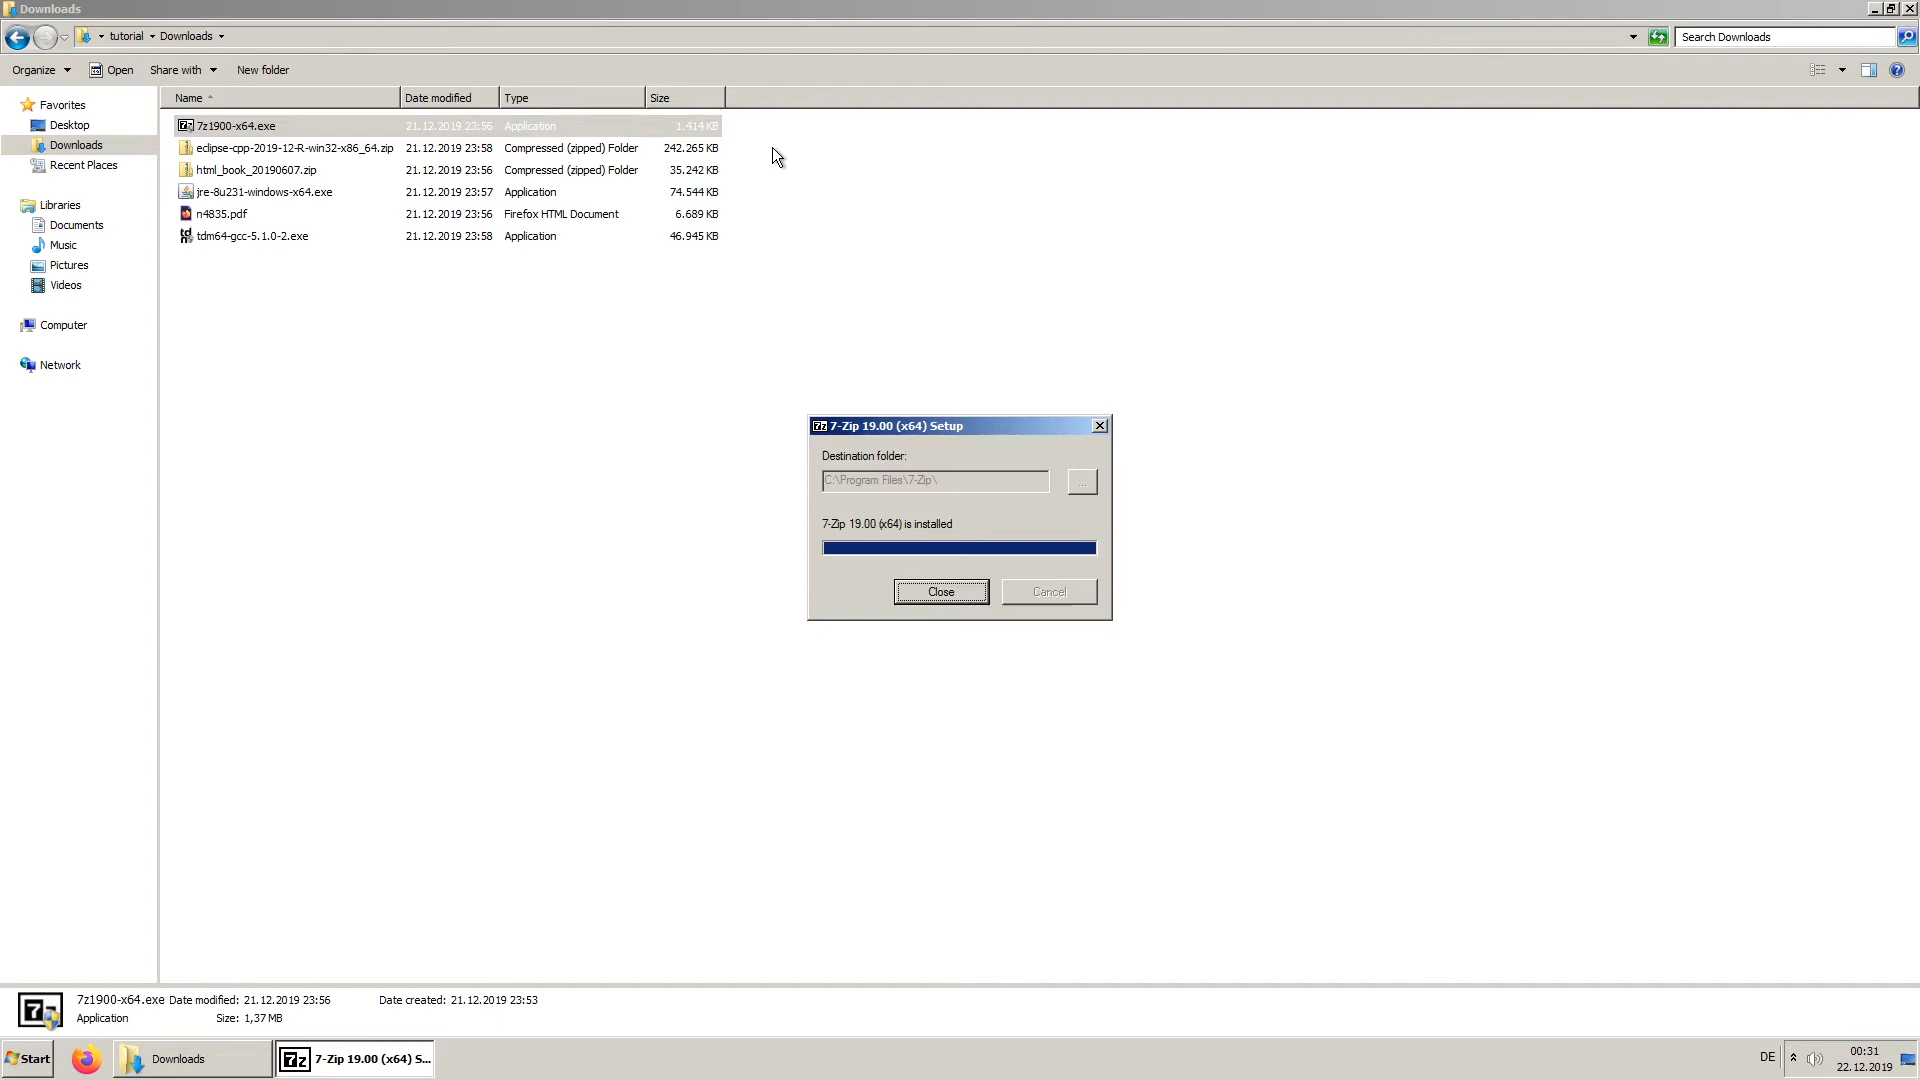 Downloads
tutorial Downloads
Search Downloads
Organize Open Share with New folder
Name Date modified Type Size
Favorites
Desktop
Downloads
Recent Places
Libraries
Documents
Music
Pictures
Videos
Computer
Network
7z1900-x64.exe 21.12.2019 23:56 Application 1.414 KB
eclipse-cpp-2019-12-R-win32-x86_64.zip 21.12.2019 23:58 Compressed (zipped) Folder 242.265 KB
html_book_20190607.zip 21.12.2019 23:56 Compressed (zipped) Folder 35.242 KB
jre-8u231-windows-x64.exe 21.12.2019 23:57 Application 74.544 KB
n4835.pdf 21.12.2019 23:56 Firefox HTML Document 6.689 KB
tdm64-gcc-5.1.0-2.exe 21.12.2019 23:58 Application 46.945 KB
7-Zip 19.00 (x64) Setup
Destination folder:
C:\Program Files\7-Zip\
...
7-Zip 19.00 (x64) is installed
Close Cancel
7z1900-x64.exe Date modified: 21.12.2019 23:56 Date created: 21.12.2019 23:53
Application Size: 1,37 MB
Start Downloads 7-Zip 19.00 (x64) S... DE 00:31
22.12.2019